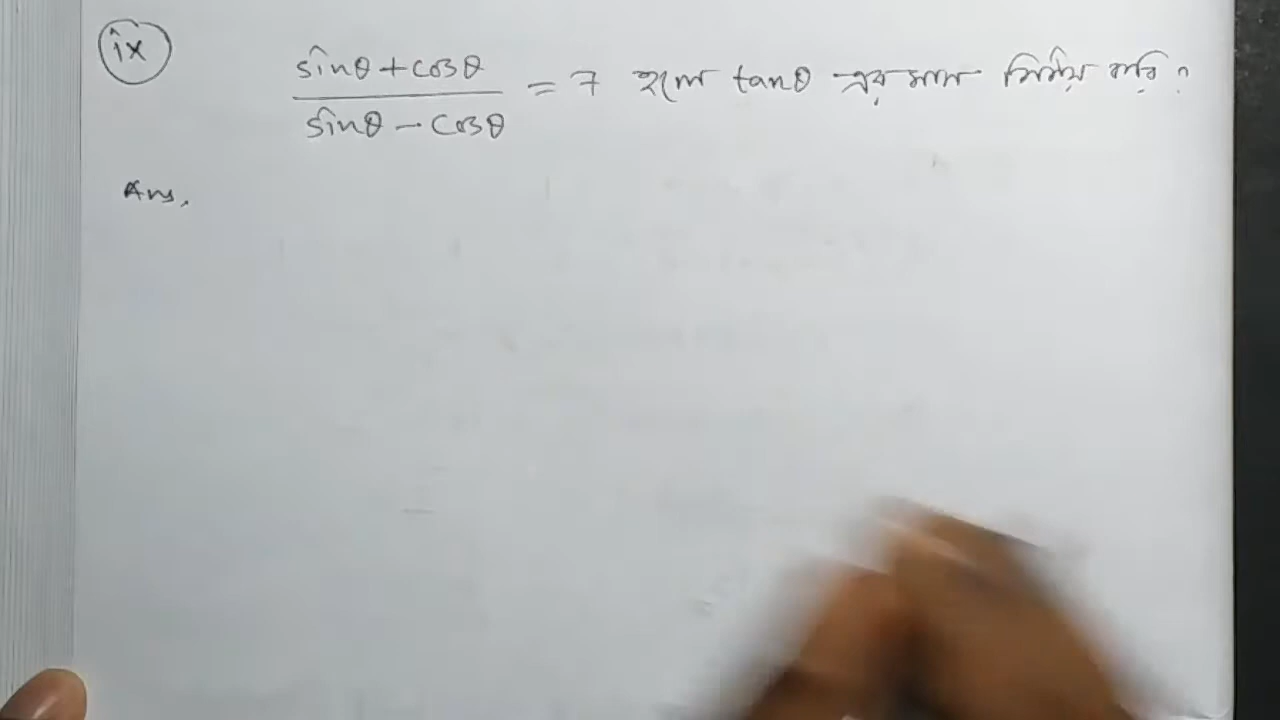 ix
sinθ + cosθ
= 7 হলে tanθ এর মান নির্ণয় করি ?
sinθ − cosθ
Ans.